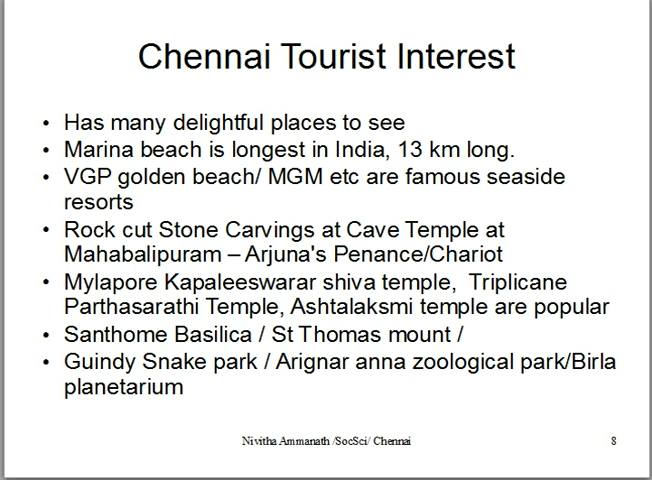 Chennai Tourist Interest
• Has many delightful places to see
• Marina beach is longest in India, 13 km long.
• VGP golden beach/ MGM etc are famous seaside
resorts
• Rock cut Stone Carvings at Cave Temple at
Mahabalipuram – Arjuna's Penance/Chariot
• Mylapore Kapaleeswarar shiva temple,  Triplicane
Parthasarathi Temple, Ashtalaksmi temple are popular
• Santhome Basilica / St Thomas mount /
• Guindy Snake park / Arignar anna zoological park/Birla
planetarium
Nivitha Ammanath /SocSci/ Chennai
8